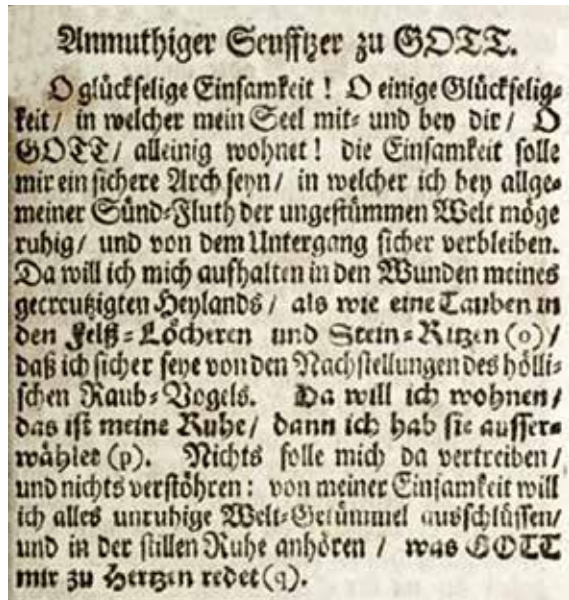 Anmuthiger Seuffzer zu GOTT.
O glückselige Einsamkeit ! O einige Glückselig-
keit/ in welcher mein Seel mit- und bey dir/ O
GOTT/ alleinig wohnet! die Einsamkeit solle
mir ein sichere Arch seyn/ in welcher ich bey allge-
meiner Sünd-Fluth der ungestümmen Welt möge
ruhig/ und von dem Untergang sicher verbleiben.
Da will ich mich aufhalten in den Wunden meines
gecreutzigten Heylands/ als wie eine Tauben in
den Felß-Löcheren und Stein-Ritzen (o)/
daß ich sicher seye von den Nachstellungen des hölli-
schen Raub-Vogels. Da will ich wohnen/
das ist meine Ruhe/ dann ich hab sie ausser-
wählet (p). Nichts solle mich da vertreiben/
und nichts verstöhren: von meiner Einsamkeit will
ich alles unruhige Welt-Getümmel ausschlüssen/
und in der stillen Ruhe anhören / was GOTT
mir zu Hertzen redet (q).